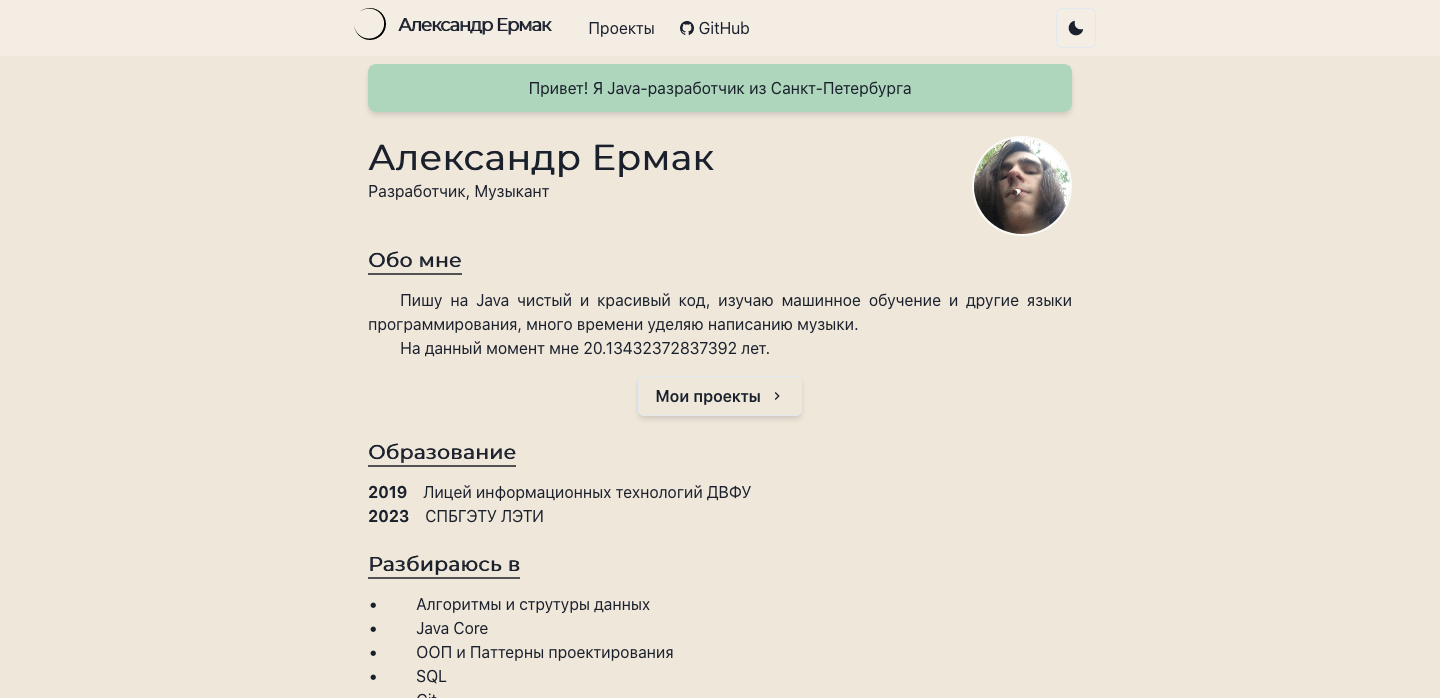 Александр Ермак
Проекты
GitHub
Привет! Я Java-разработчик из Санкт-Петербурга
Александр Ермак
Разработчик, Музыкант
Обо мне
Пишу на Java чистый и красивый код, изучаю машинное обучение и другие языки
программирования, много времени уделяю написанию музыки.
На данный момент мне 20.13432372837392 лет.
Мои проекты
Образование
2019 Лицей информационных технологий ДВФУ
2023 СПБГЭТУ ЛЭТИ
Разбираюсь в
• Алгоритмы и струтуры данных
• Java Core
• ООП и Паттерны проектирования
• SQL
Git